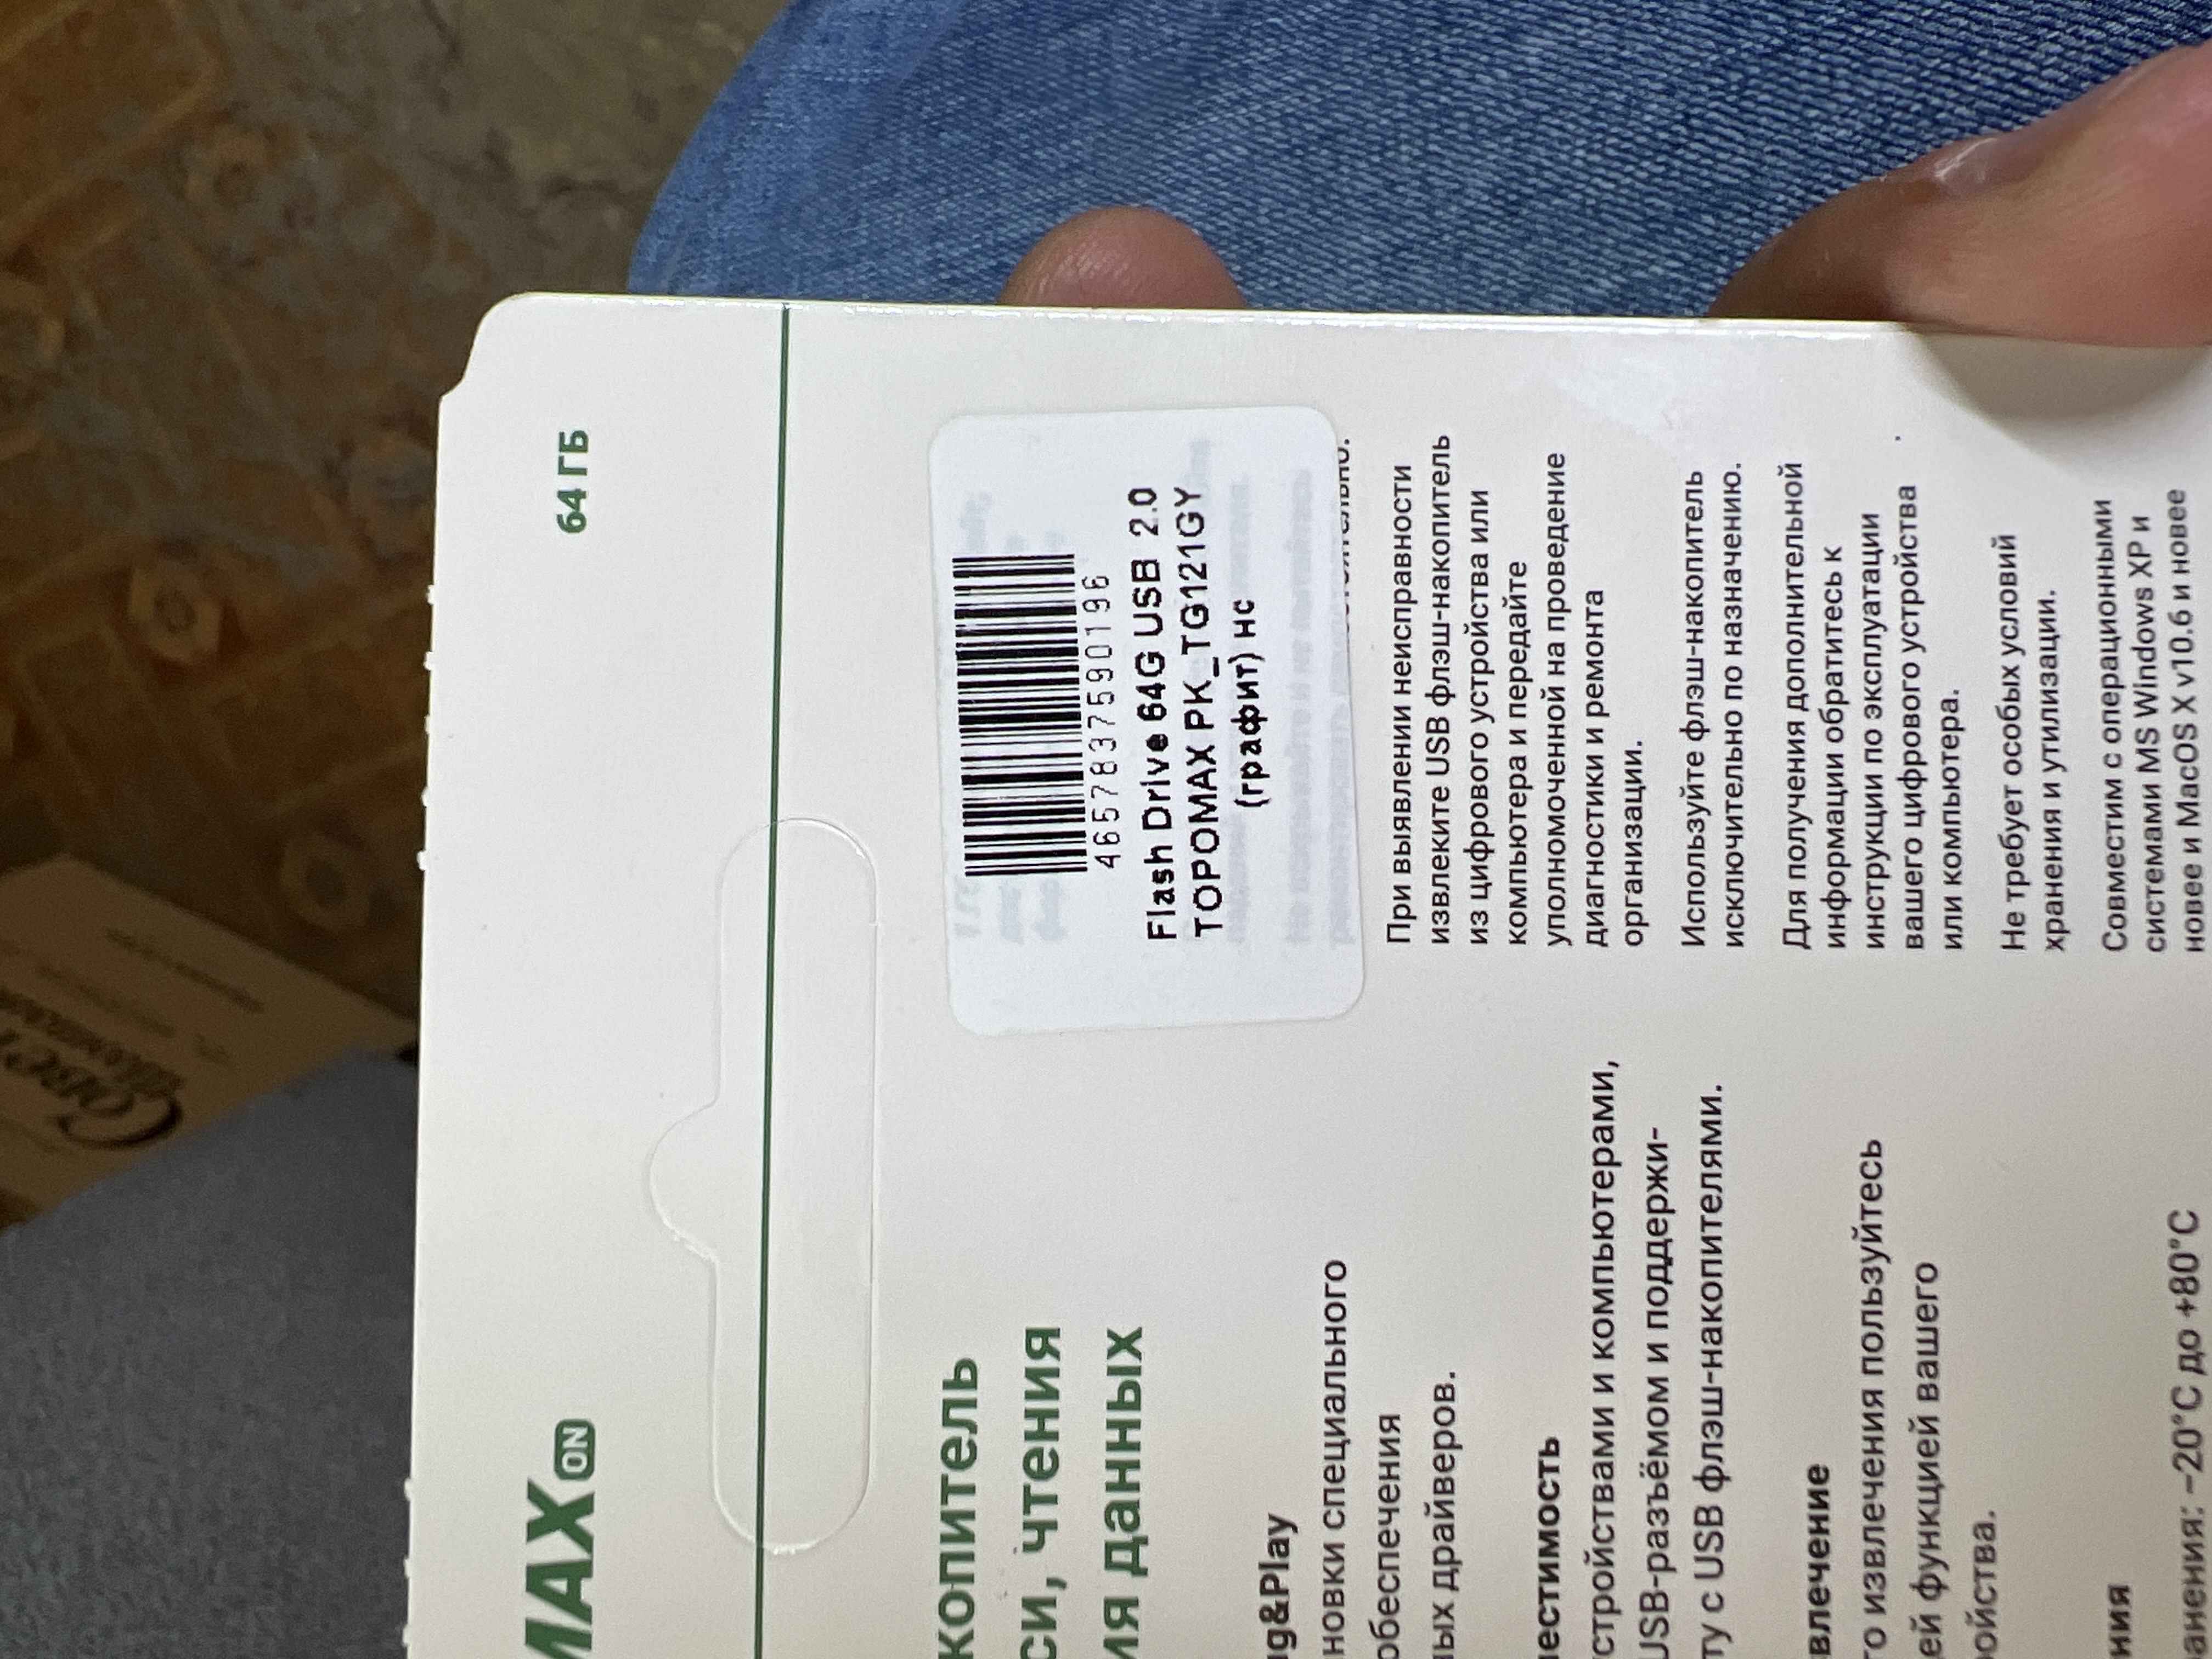 MAX ON
64 ГБ
копитель
си, чтения
ия данных
ug&Play
новки специального
обеспечения
ых драйверов.
местимость
стройствами и компьютерами,
USB-разъёмом и поддержи-
ту с USB флэш-накопителями.
влечение
го извлечения пользуйтесь
ей функцией вашего
ойства.
ния
анения: −20°C до +80°C
4657837590196
Flash Drive 64G USB 2.0
TOPOMAX PK_TG121GY
(графит) нс
При выявлении неисправности
извлеките USB флэш-накопитель
из цифрового устройства или
компьютера и передайте
уполномоченной на проведение
диагностики и ремонта
организации.
Используйте флэш-накопитель
исключительно по назначению.
Для получения дополнительной
информации обратитесь к
инструкции по эксплуатации
вашего цифрового устройства
или компьютера.
Не требует особых условий
хранения и утилизации.
Совместим с операционными
системами MS Windows XP и
новее и MacOS X v10.6 и новее